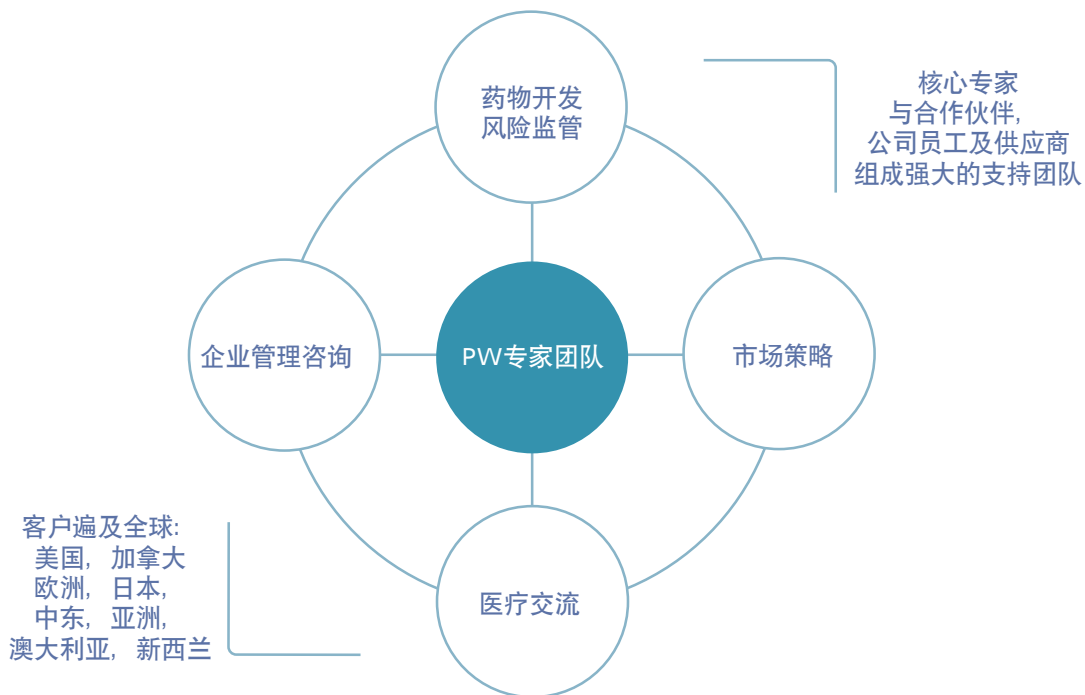 药物开发
风险监管
核心专家
与合作伙伴,
公司员工及供应商
组成强大的支持团队
企业管理咨询
PW专家团队
市场策略
客户遍及全球:
美国, 加拿大
欧洲, 日本,
中东, 亚洲,
澳大利亚, 新西兰
医疗交流